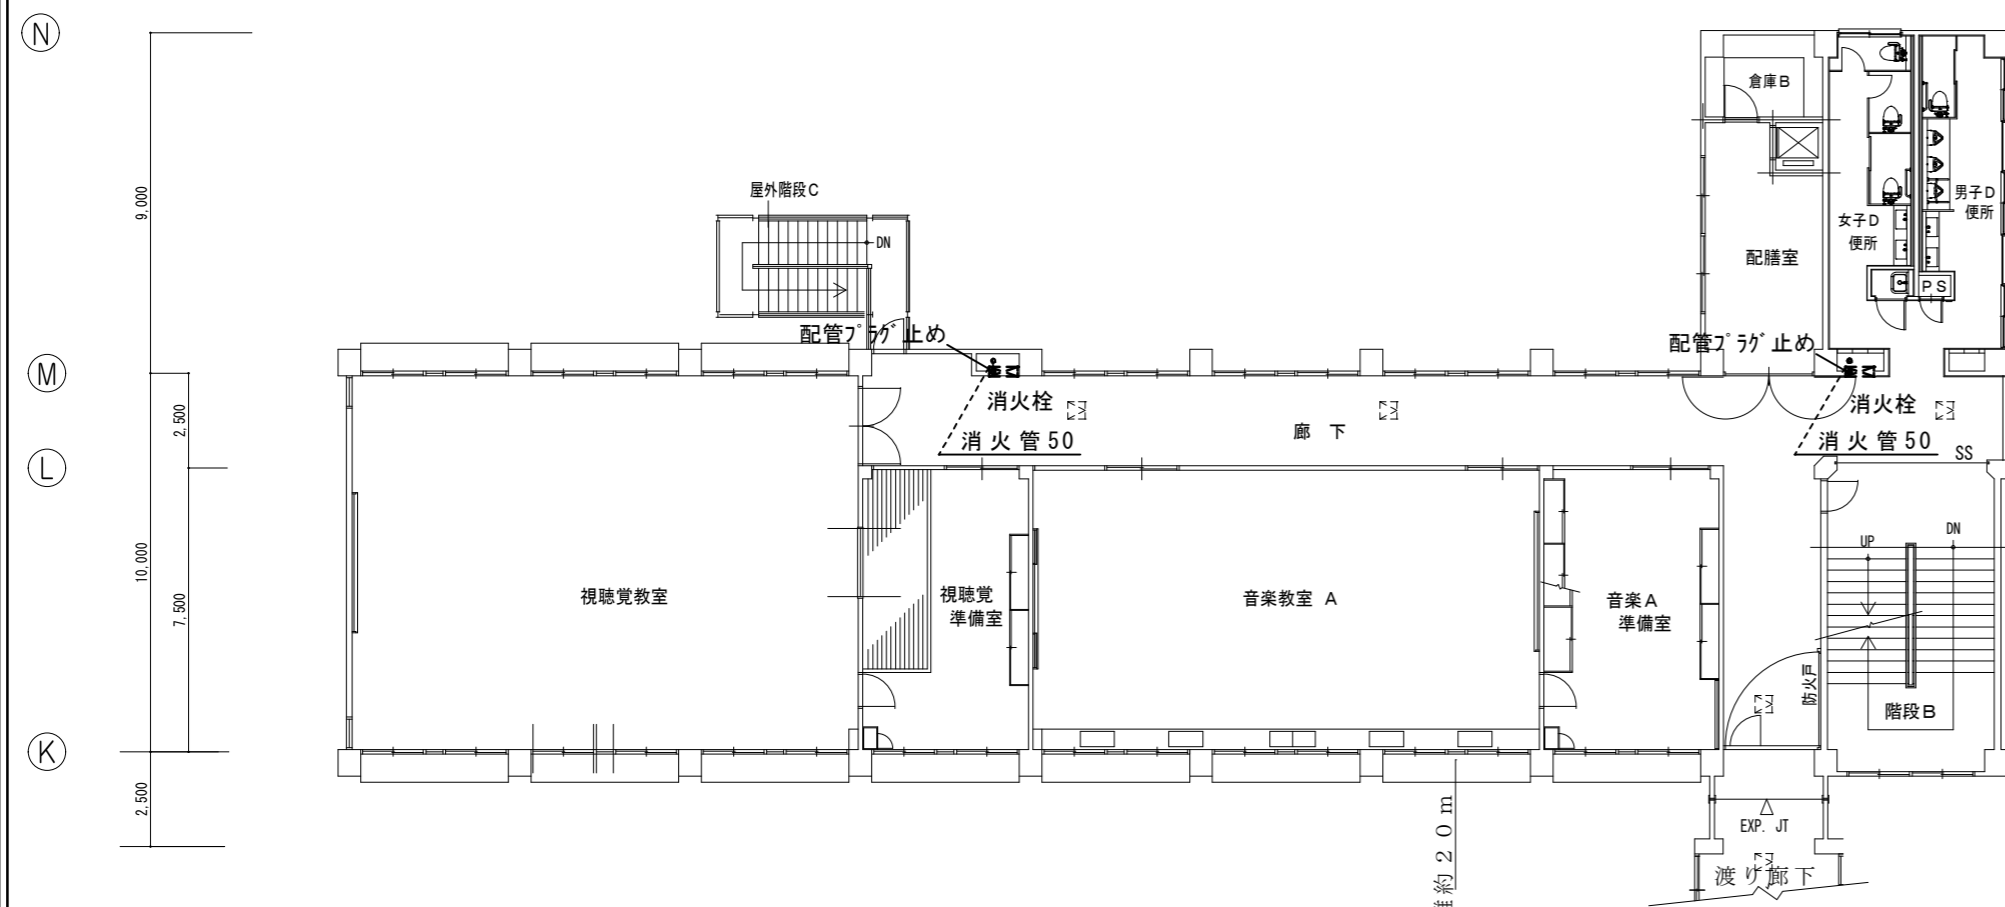 N
倉庫B
9,000
屋外階段C
男子D
便所
女子D
便所
DN
配膳室
PS
配管プラグ止め
配管プラグ止め
M
消火栓
消火栓
2,500
廊 下
消火管50
消火管50
L
SS
DN
UP
10,000
7,500
視聴覚教室
視聴覚
準備室
音楽教室 A
音楽A
準備室
防火戸
階段B
K
2,500
約20m
EXP. JT
渡り廊下